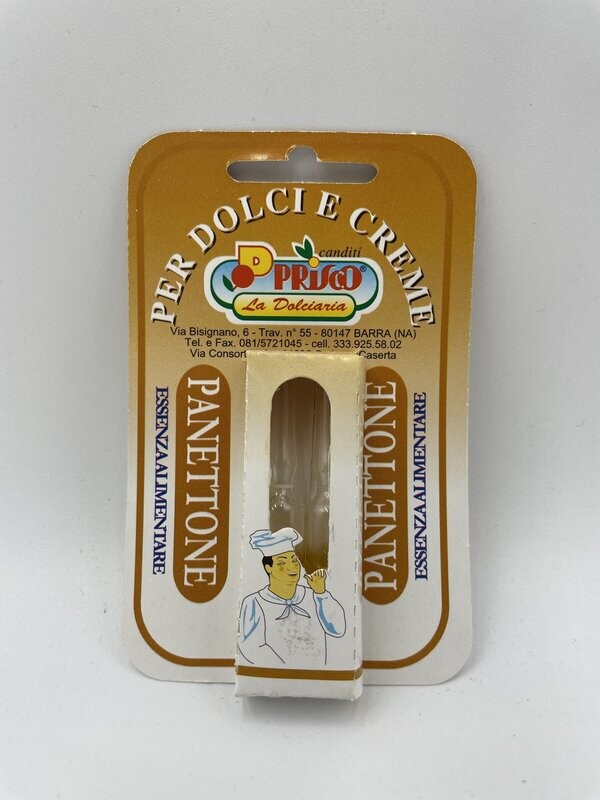 PER DOLCI E CREME
canditi
PRISCO®
La Dolciaria
Via Bisignano, 6 - Trav. n° 55 - 80147 BARRA (NA)
Tel. e Fax. 081/5721045 - cell. 333.925.58.02
Via Consort Caserta
PANETTONE
ESSENZA ALIMENTARE
PANETTONE
ESSENZA ALIMENTARE